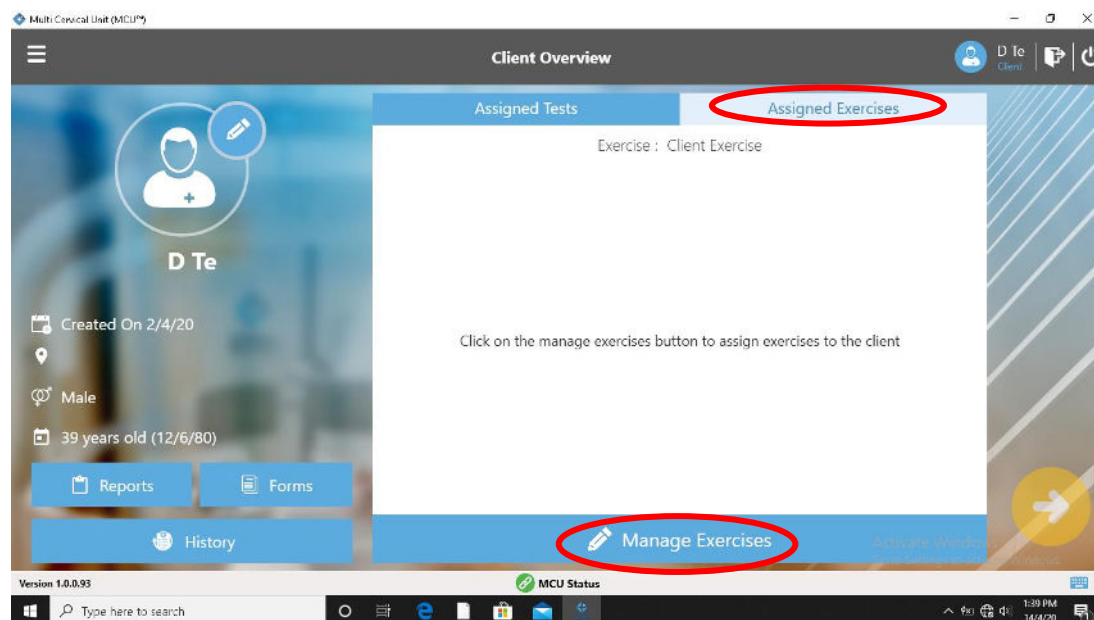 Multi Cervical Unit (MCU™)
Client Overview
D Te
Client
Assigned Tests
Assigned Exercises
Exercise : Client Exercise
D Te
Created On 2/4/20
Click on the manage exercises button to assign exercises to the client
Male
39 years old (12/6/80)
Reports
Forms
History
Manage Exercises
Activate Windows
Version 1.0.0.93
MCU Status
Type here to search
1:39 PM
14/4/20